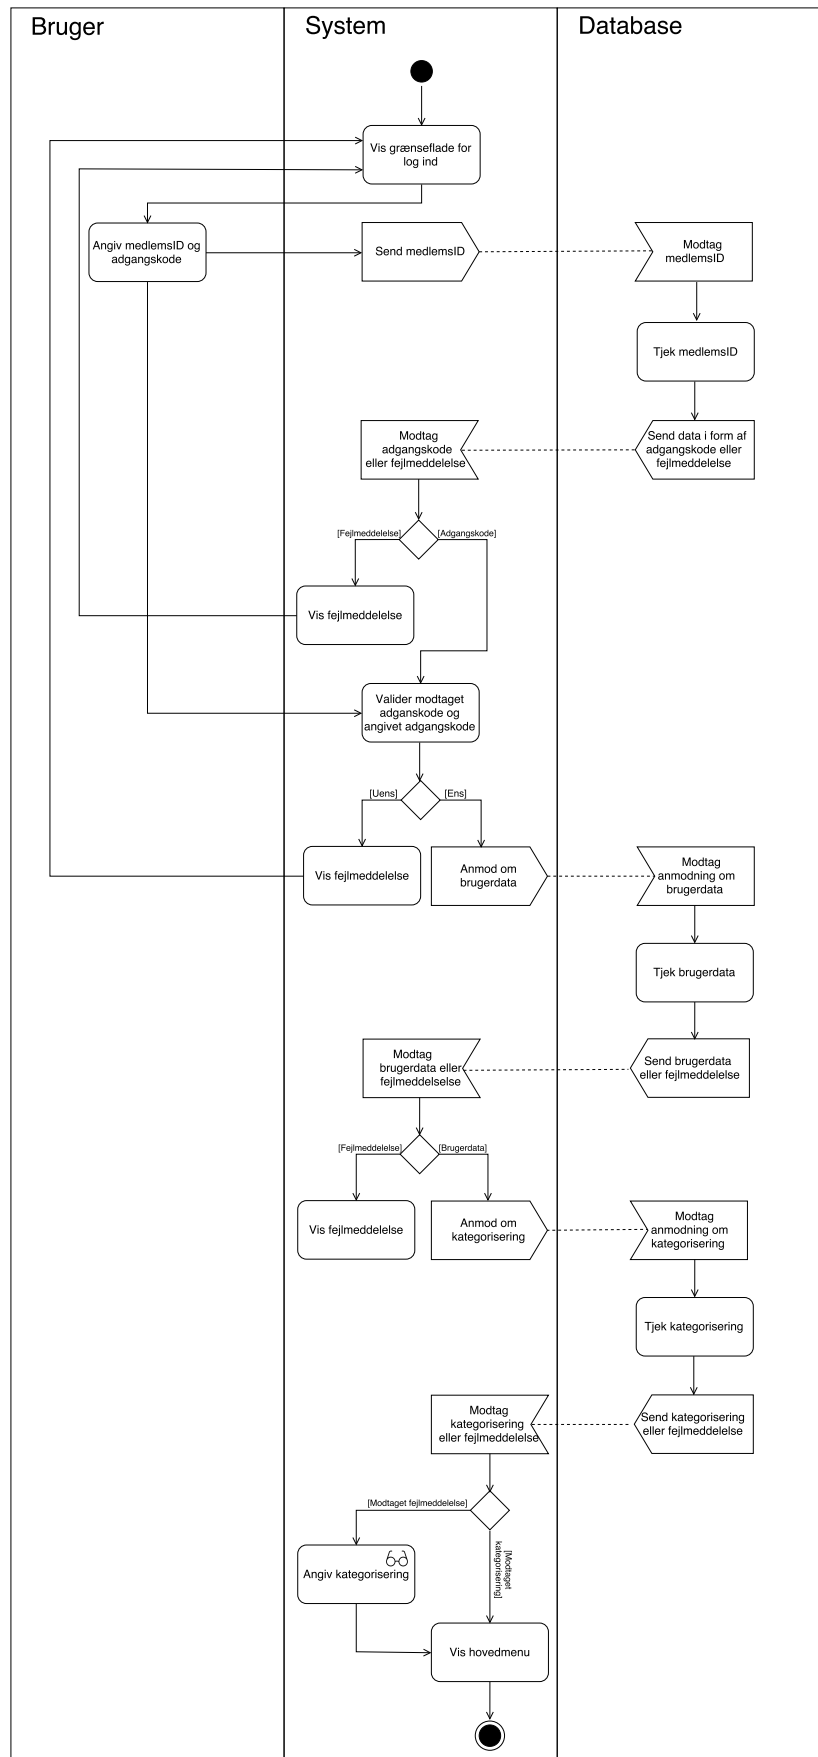 Bruger
System
Database
Vis grænseflade for
log ind
Angiv medlemsID og
adgangskode
Send medlemsID
Modtag
medlemsID
Tjek medlemsID
Modtag
adgangskode
eller fejlmeddelelse
Send data i form af
adgangskode eller
fejlmeddelelse
[Fejlmeddelelse]
[Adgangskode]
Vis fejlmeddelelse
Valider modtaget
adganskode og
angivet adgangskode
[Uens]
[Ens]
Vis fejlmeddelelse
Anmod om
brugerdata
Modtag
anmodning om
brugerdata
Tjek brugerdata
Modtag
brugerdata eller
fejlmeddelselse
Send brugerdata
eller fejlmeddelelse
[Fejlmeddelelse]
[Brugerdata]
Vis fejlmeddelelse
Anmod om
kategorisering
Modtag
anmodning om
kategorisering
Tjek kategorisering
Modtag
kategorisering
eller fejlmeddelelse
Send kategorisering
eller fejlmeddelelse
[Modtaget fejlmeddelelse]
[Modtaget
kategorisering]
Angiv kategorisering
Vis hovedmenu